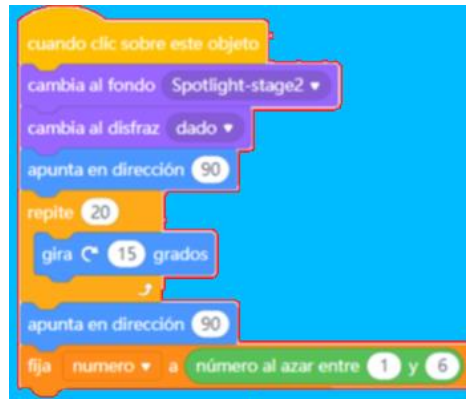 cuando clic sobre este objeto
cambia al fondo Spotlight-stage2
cambia al disfraz dado
apunta en dirección 90
repite 20
gira 15 grados
apunta en dirección 90
fija numero a número al azar entre 1 y 6